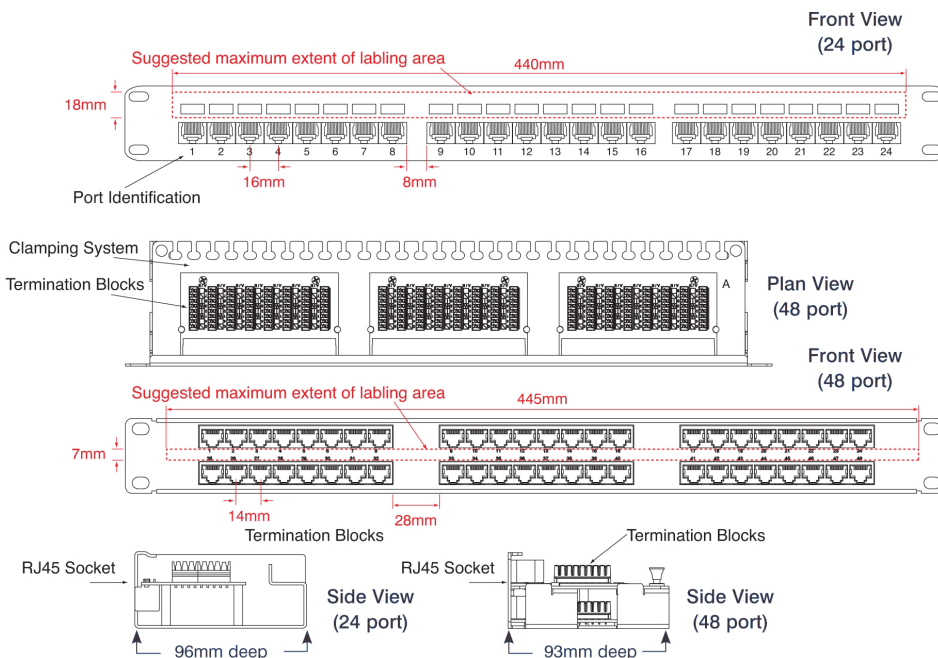 Front View
(24 port)
Suggested maximum extent of labling area
440mm
18mm
1 2 3 4 5 6 7 8 9 10 11 12 13 14 15 16 17 18 19 20 21 22 23 24
16mm
8mm
Port Identification
Clamping System
Termination Blocks
A
Plan View
(48 port)
Front View
(48 port)
Suggested maximum extent of labling area
445mm
7mm
14mm
28mm
Termination Blocks
Termination Blocks
RJ45 Socket
RJ45 Socket
Side View
(24 port)
Side View
(48 port)
96mm deep
93mm deep